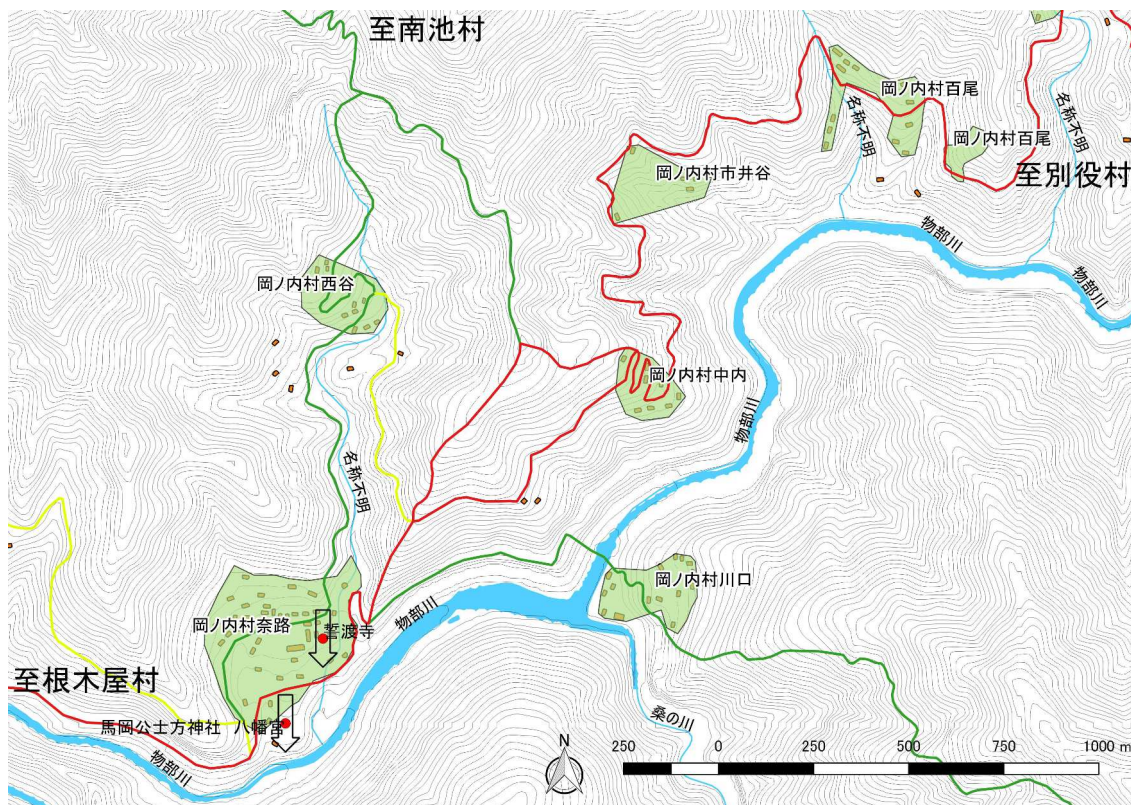 至南池村
岡ノ内村百尾
名称不明
岡ノ内村百尾
名称不明
至別役村
岡ノ内村市井谷
物部川
物部川
岡ノ内村西谷
岡ノ内村中内
物部川
名称不明
岡ノ内村川口
物部川
岡ノ内村奈路
誓渡寺
至根木屋村
馬岡公士方神社 八幡宮
桑の川
物部川
N
250 0 250 500 750 1000 m